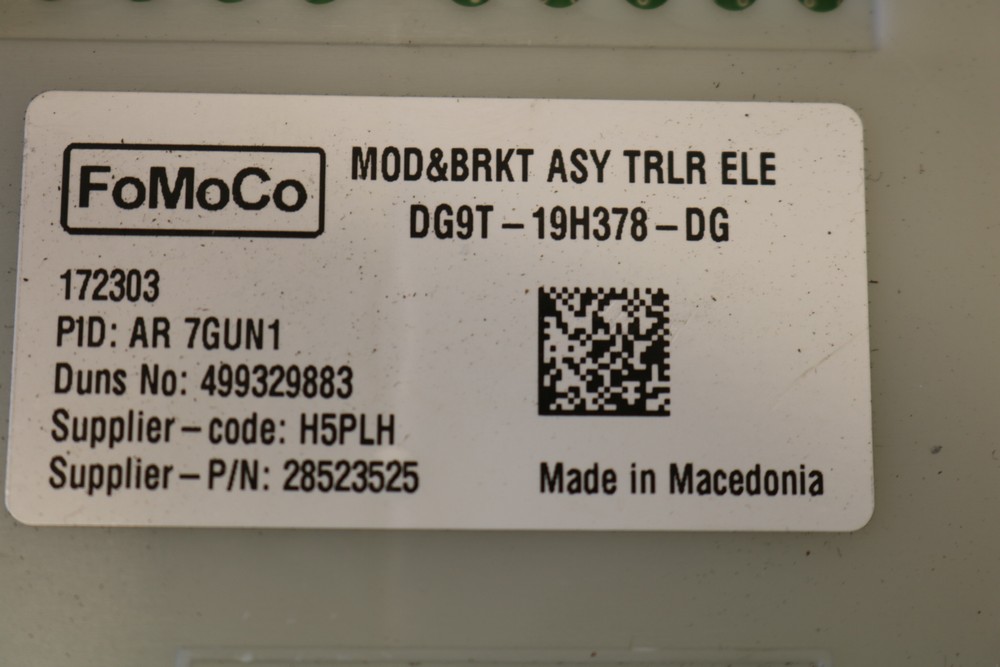 FoMoCo
MOD&BRKT ASY TRLR ELE
DG9T-19H378-DG
172303
PID: AR 7GUN1
Duns No: 499329883
Supplier-code: H5PLH
Supplier-P/N: 28523525
Made in Macedonia